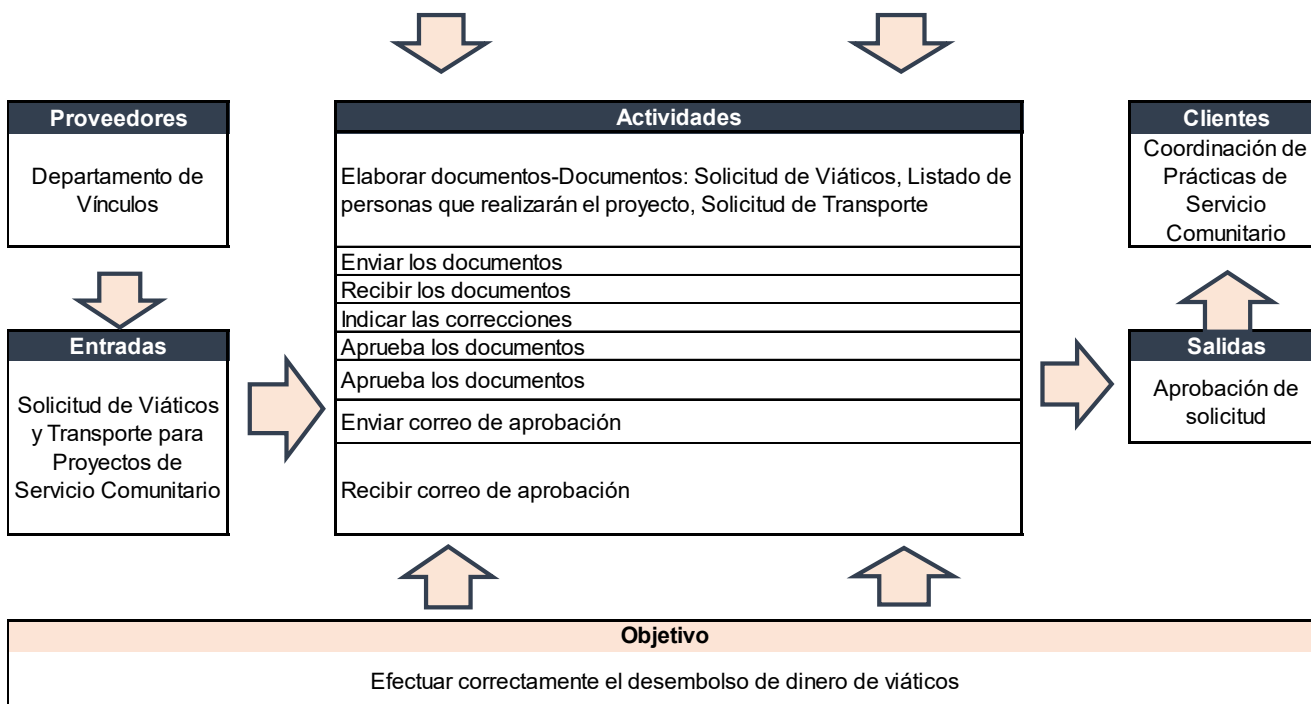 Proveedores
Departamento de
Vínculos
Entradas
Solicitud de Viáticos
y Transporte para
Proyectos de
Servicio Comunitario
Actividades
Elaborar documentos-Documentos: Solicitud de Viáticos, Listado de
personas que realizarán el proyecto, Solicitud de Transporte
Enviar los documentos
Recibir los documentos
Indicar las correcciones
Aprueba los documentos
Aprueba los documentos
Enviar correo de aprobación
Recibir correo de aprobación
Clientes
Coordinación de
Prácticas de
Servicio
Comunitario
Salidas
Aprobación de
solicitud
Objetivo
Efectuar correctamente el desembolso de dinero de viáticos